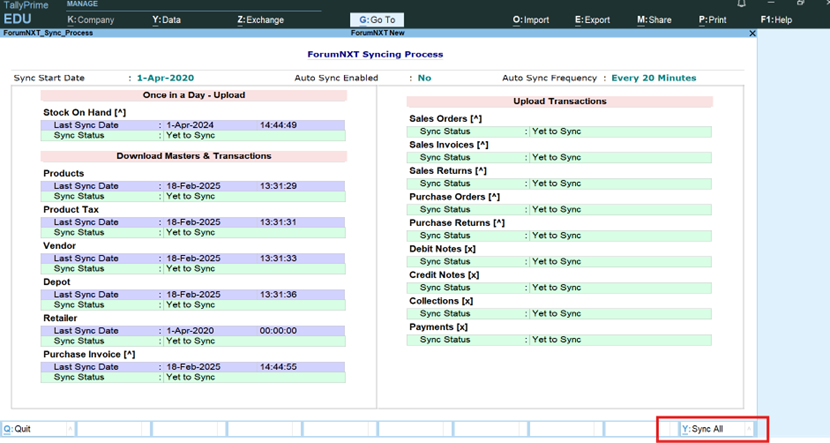 TallyPrime
EDU
MANAGE
K:Company Y:Data Z:Exchange G:Go To O:Import E:Export M:Share P:Print F1:Help
ForumNXT_Sync_Process ForumNXT New
ForumNXT Syncing Process
Sync Start Date : 1-Apr-2020 Auto Sync Enabled : No Auto Sync Frequency : Every 20 Minutes
Once in a Day - Upload
Stock On Hand [^]
Last Sync Date : 1-Apr-2024 14:44:49
Sync Status : Yet to Sync
Download Masters & Transactions
Products
Last Sync Date : 18-Feb-2025 13:31:29
Sync Status : Yet to Sync
Product Tax
Last Sync Date : 18-Feb-2025 13:31:31
Sync Status : Yet to Sync
Vendor
Last Sync Date : 18-Feb-2025 13:31:33
Sync Status : Yet to Sync
Depot
Last Sync Date : 18-Feb-2025 13:31:36
Sync Status : Yet to Sync
Retailer
Last Sync Date : 1-Apr-2020 00:00:00
Sync Status : Yet to Sync
Purchase Invoice [^]
Last Sync Date : 18-Feb-2025 14:44:55
Sync Status : Yet to Sync
Upload Transactions
Sales Orders [^]
Sync Status : Yet to Sync
Sales Invoices [^]
Sync Status : Yet to Sync
Sales Returns [^]
Sync Status : Yet to Sync
Purchase Orders [^]
Sync Status : Yet to Sync
Purchase Returns [^]
Sync Status : Yet to Sync
Debit Notes [x]
Sync Status : Yet to Sync
Credit Notes [x]
Sync Status : Yet to Sync
Collections [x]
Sync Status : Yet to Sync
Payments [x]
Sync Status : Yet to Sync
Q:Quit Y:Sync All